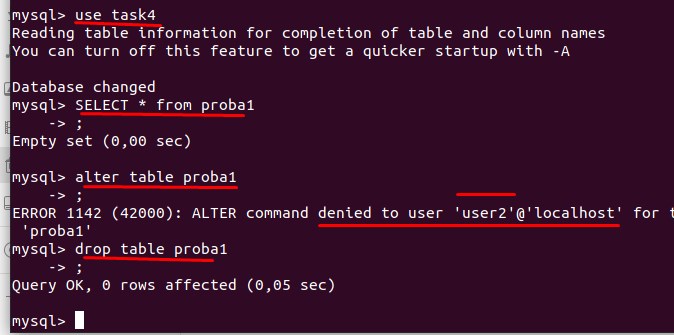 mysql> use task4
Reading table information for completion of table and column names
You can turn off this feature to get a quicker startup with -A
Database changed
mysql> SELECT * from proba1
-> ;
Empty set (0,00 sec)
mysql> alter table proba1
-> ;
ERROR 1142 (42000): ALTER command denied to user 'user2'@'localhost' for t
'proba1'
mysql> drop table proba1
-> ;
Query OK, 0 rows affected (0,05 sec)
mysql>